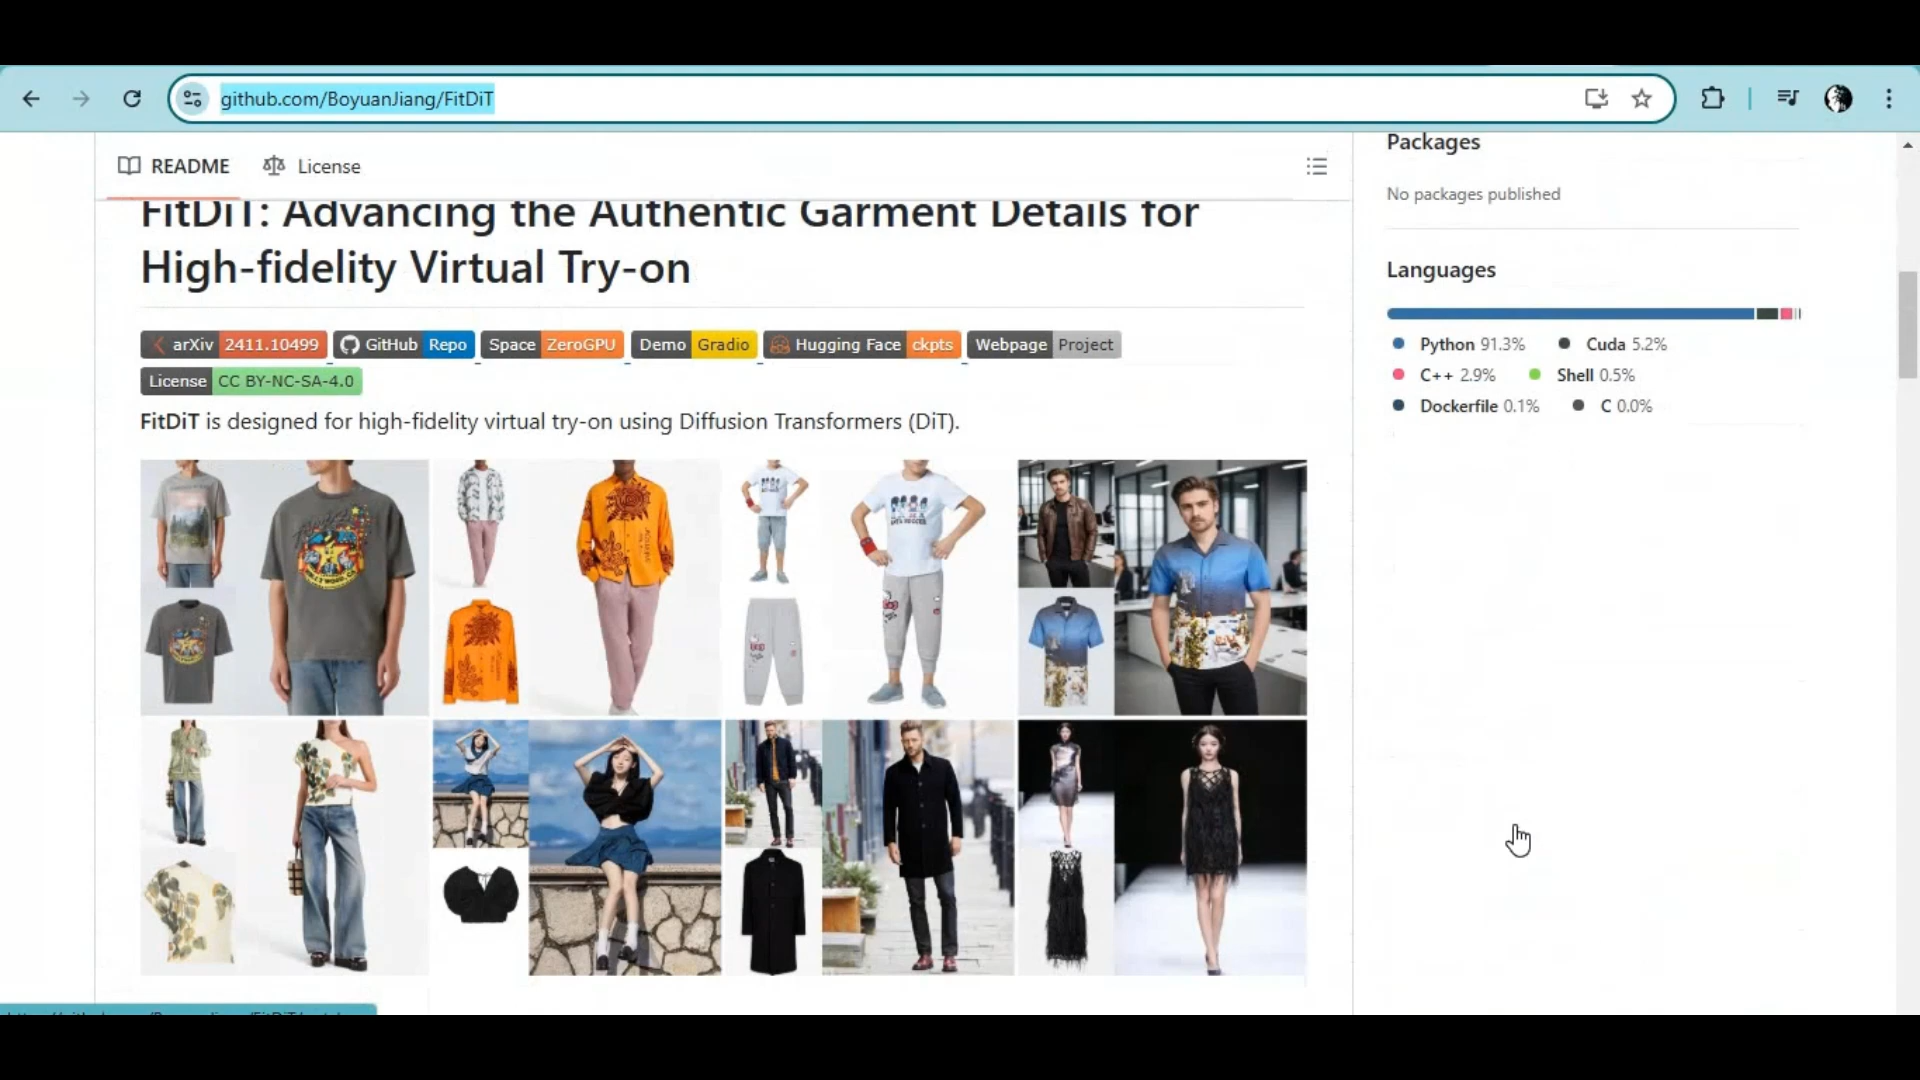 github.com/BoyuanJiang/FitDiT
README
License
FitDiT: Advancing the Authentic Garment Details for
High-fidelity Virtual Try-on
arXiv 2411.10499
GitHub Repo
Space ZeroGPU
Demo Gradio
Hugging Face ckpts
Webpage Project
License CC BY-NC-SA-4.0
FitDiT is designed for high-fidelity virtual try-on using Diffusion Transformers (DiT).
Packages
No packages published
Languages
Python 91.3%
Cuda 5.2%
C++ 2.9%
Shell 0.5%
Dockerfile 0.1%
C 0.0%